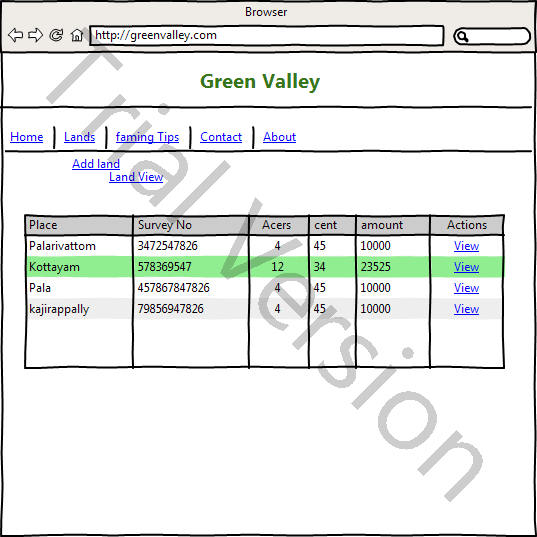 Browser
http://greenvalley.com
Green Valley
Home Lands faming Tips Contact About
Add land
Land View
Place Survey No Acers cent amount Actions
Palarivattom 3472547826 4 45 10000 View
Kottayam 578369547 12 34 23525 View
Pala 457867847826 4 45 10000 View
kajirappally 79856947826 4 45 10000 View
Trial Version